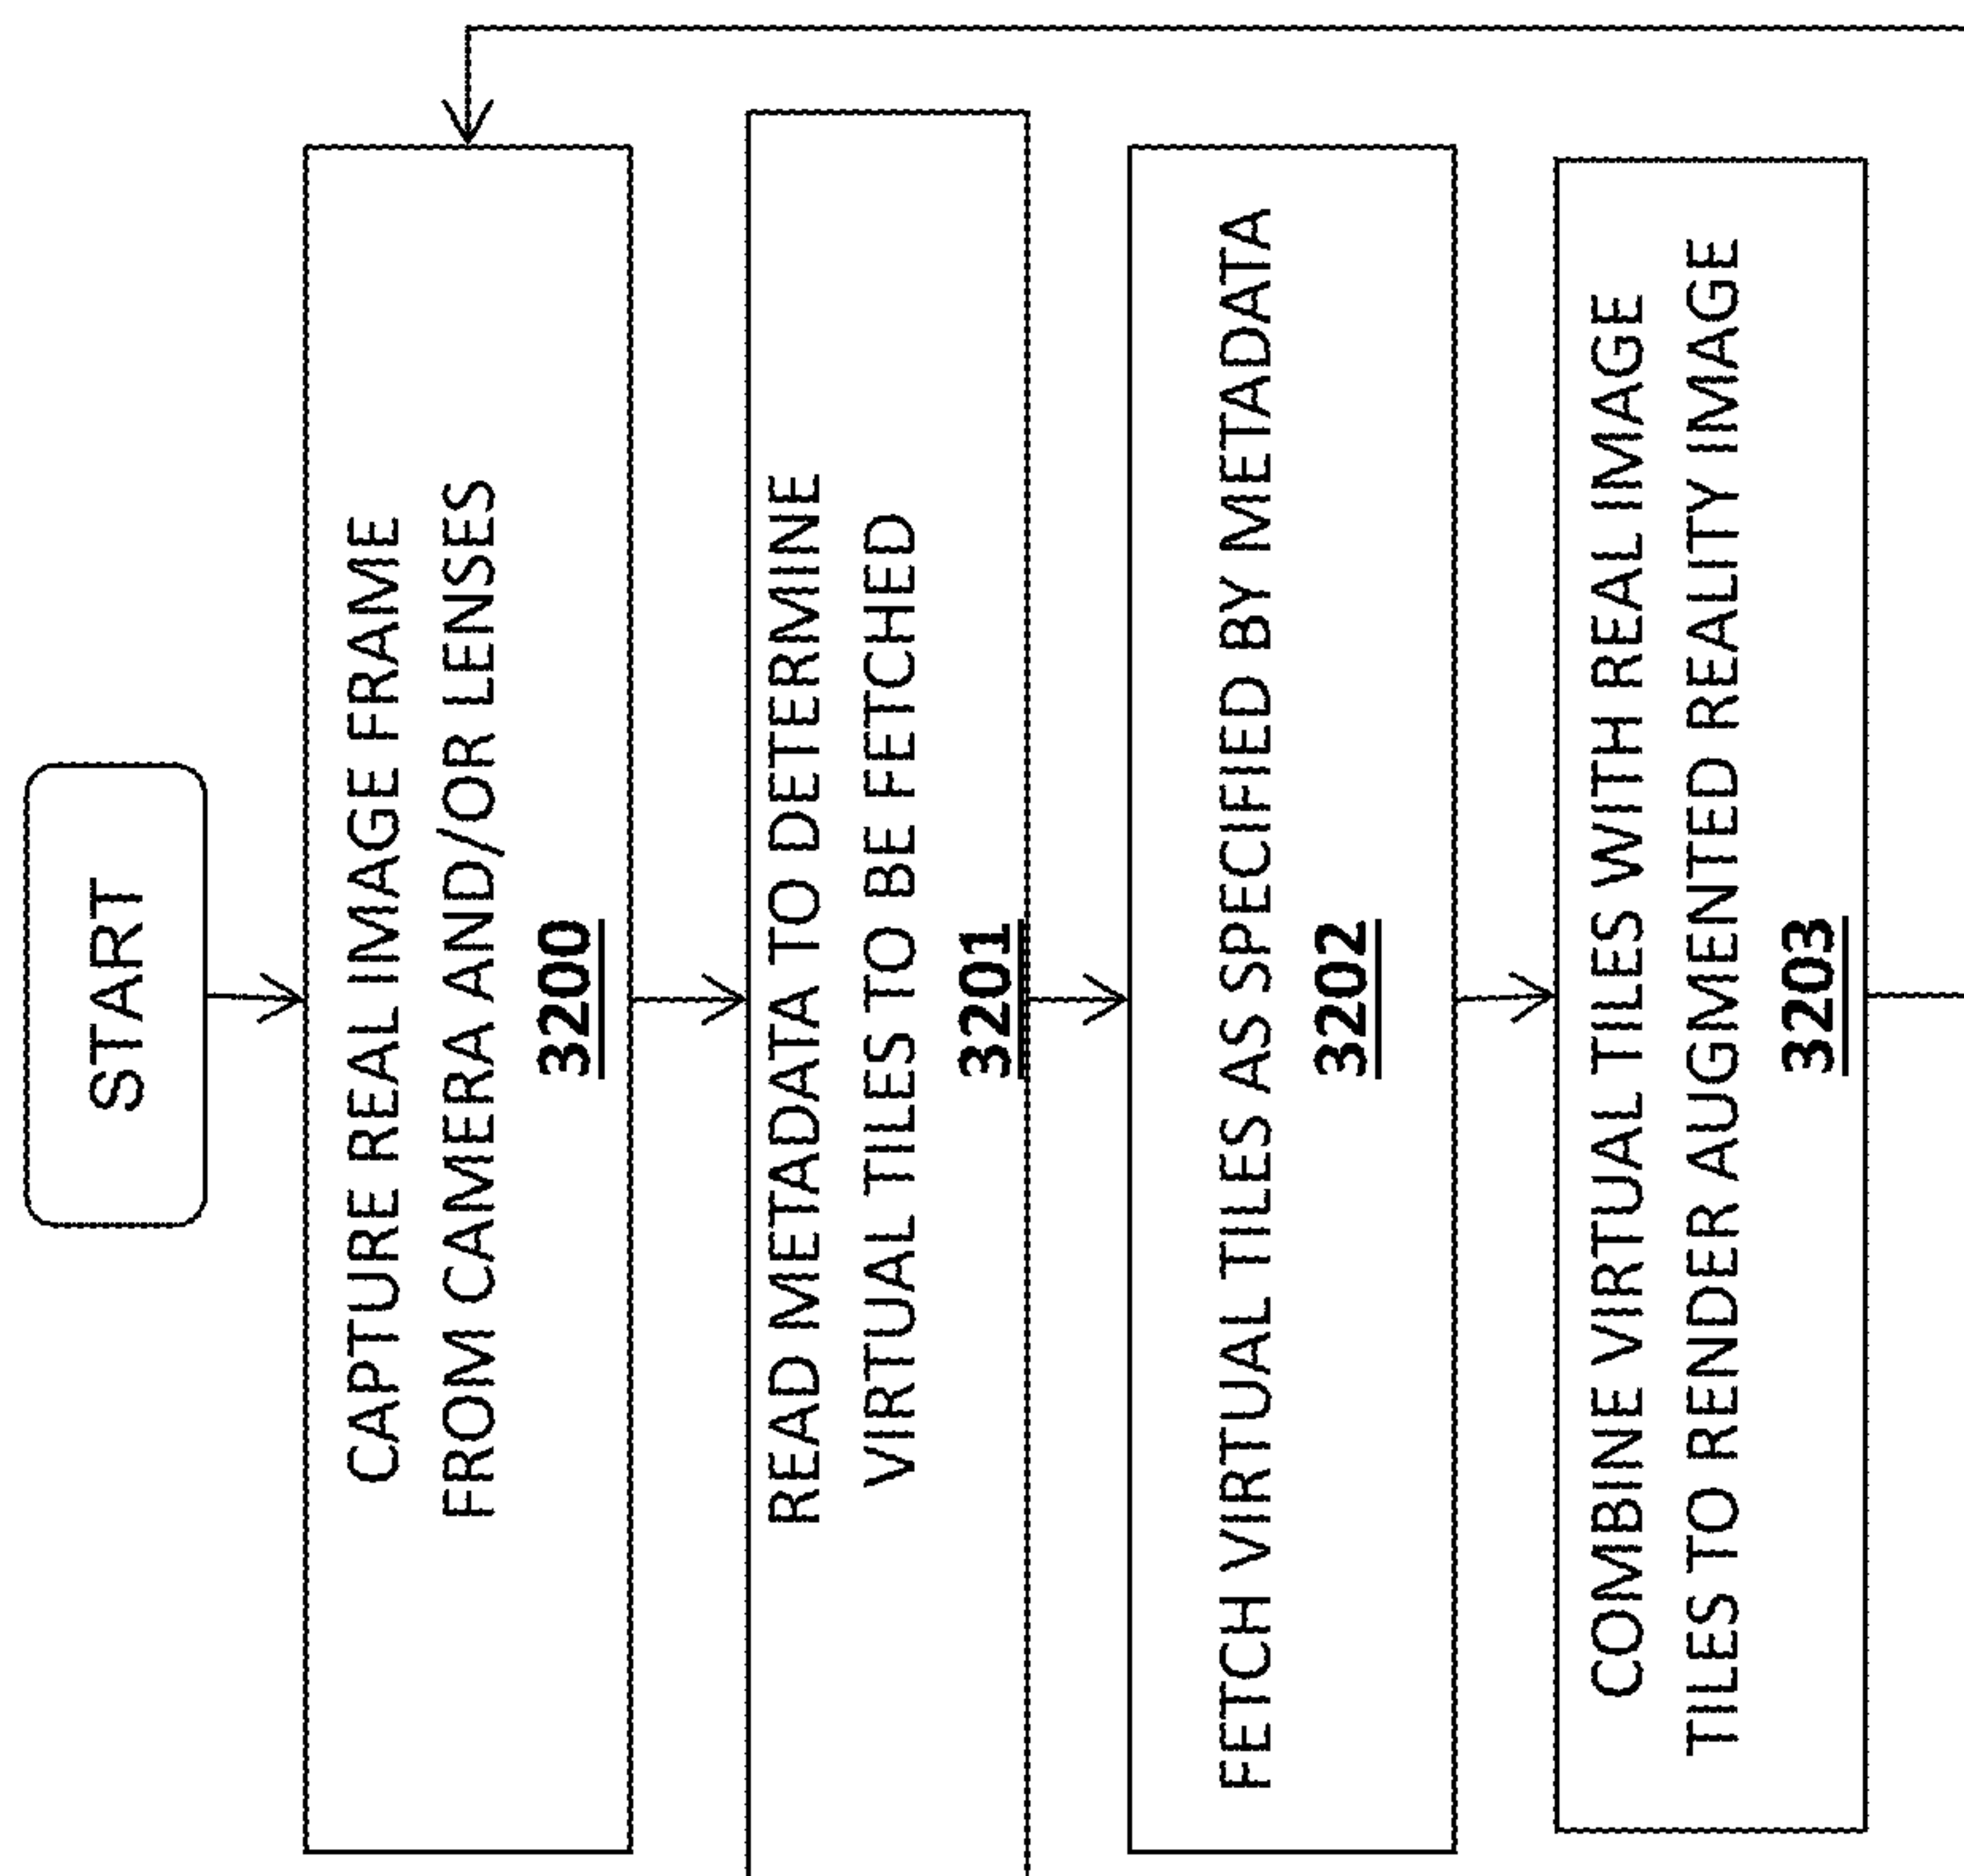 START
CAPTURE REAL IMAGE FRAME
FROM CAMERA AND/OR LENSES
3200
READ METADATA TO DETERMINE
VIRTUAL TILES TO BE FETCHED
3201
FETCH VIRTUAL TILES AS SPECIFIED BY METADATA
3202
COMBINE VIRTUAL TILES WITH REAL IMAGE
TILES TO RENDER AUGMENTED REALITY IMAGE
3203